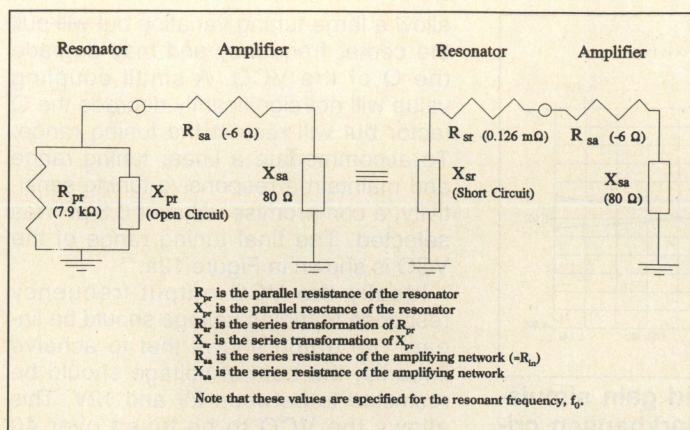 Resonator Amplifier Resonator Amplifier
R_sa (-6 Ω) R_sr (0.126 mΩ) R_sa (-6 Ω)
R_pr X_pr X_sa X_sr X_sa
(7.9 kΩ) (Open Circuit) 80 Ω (Short Circuit) (80 Ω)
R_pr is the parallel resistance of the resonator
X_pr is the parallel reactance of the resonator
R_sr is the series transformation of R_pr
X_sr is the series transformation of X_pr
R_sa is the series resistance of the amplifying network (=R_in)
X_sa is the series resistance of the amplifying network
Note that these values are specified for the resonant frequency, f_0.